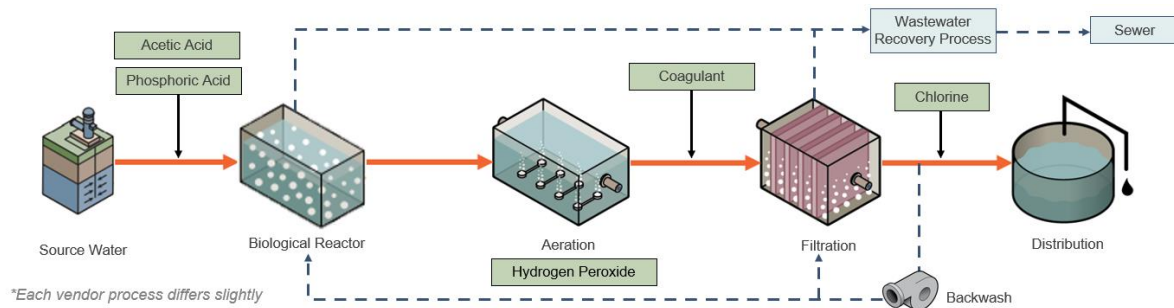 Wastewater
Recovery Process
Sewer
Acetic Acid
Phosphoric Acid
Coagulant
Chlorine
Source Water
Biological Reactor
Aeration
Filtration
Distribution
Hydrogen Peroxide
Backwash
*Each vendor process differs slightly